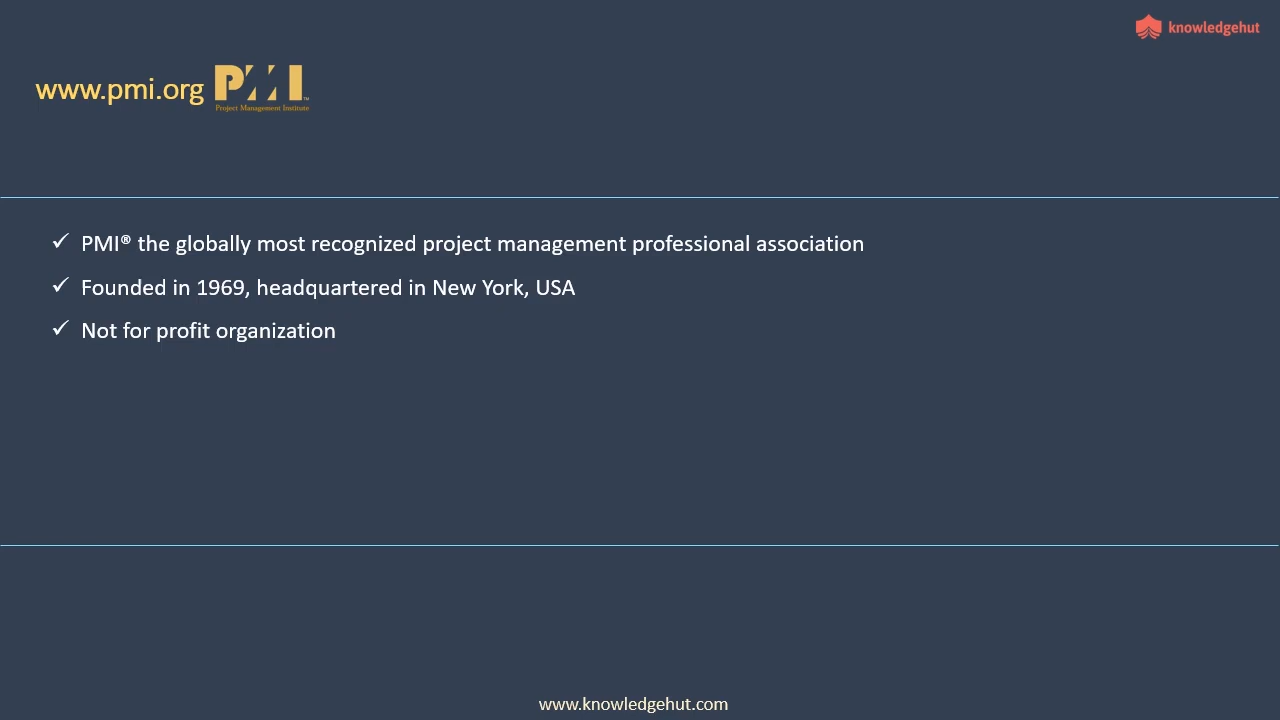 knowledgehut
www.pmi.org PMI™
Project Management Institute
✓ PMI® the globally most recognized project management professional association
✓ Founded in 1969, headquartered in New York, USA
✓ Not for profit organization
www.knowledgehut.com